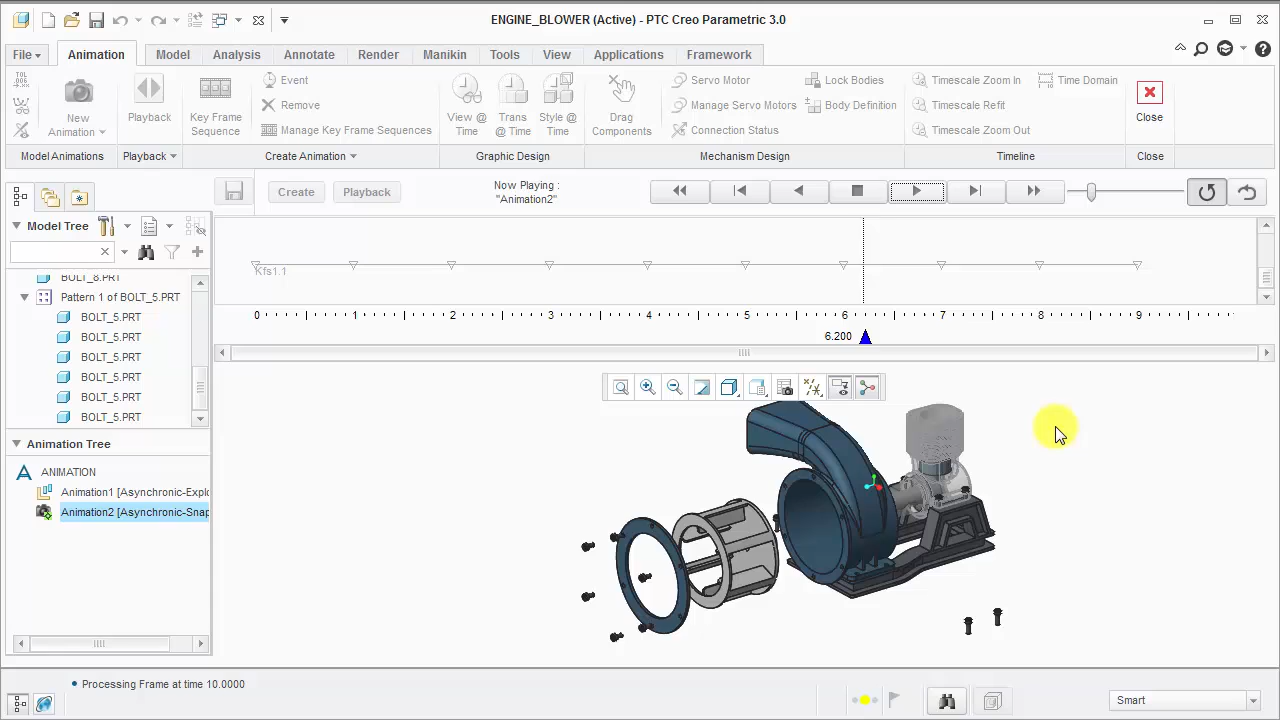 ENGINE_BLOWER (Active) - PTC Creo Parametric 3.0
File Animation Model Analysis Annotate Render Manikin Tools View Applications Framework
New Animation
Playback
Key Frame Sequence
Event
Remove
Manage Key Frame Sequences
View @ Time
Trans @ Time
Style @ Time
Drag Components
Servo Motor
Manage Servo Motors
Connection Status
Lock Bodies
Body Definition
Timescale Zoom In
Timescale Refit
Timescale Zoom Out
Time Domain
Close
Model Animations Playback Create Animation Graphic Design Mechanism Design Timeline Close
Create Playback
Now Playing :
"Animation2"
Model Tree
Kfs1.1
0 1 2 3 4 5 6 7 8 9
6.200
BOLT_8.PRT
Pattern 1 of BOLT_5.PRT
BOLT_5.PRT
BOLT_5.PRT
BOLT_5.PRT
BOLT_5.PRT
BOLT_5.PRT
BOLT_5.PRT
Animation Tree
ANIMATION
Animation1 [Asynchronic-Explo
Animation2 [Asynchronic-Snap
Processing Frame at time 10.0000
Smart